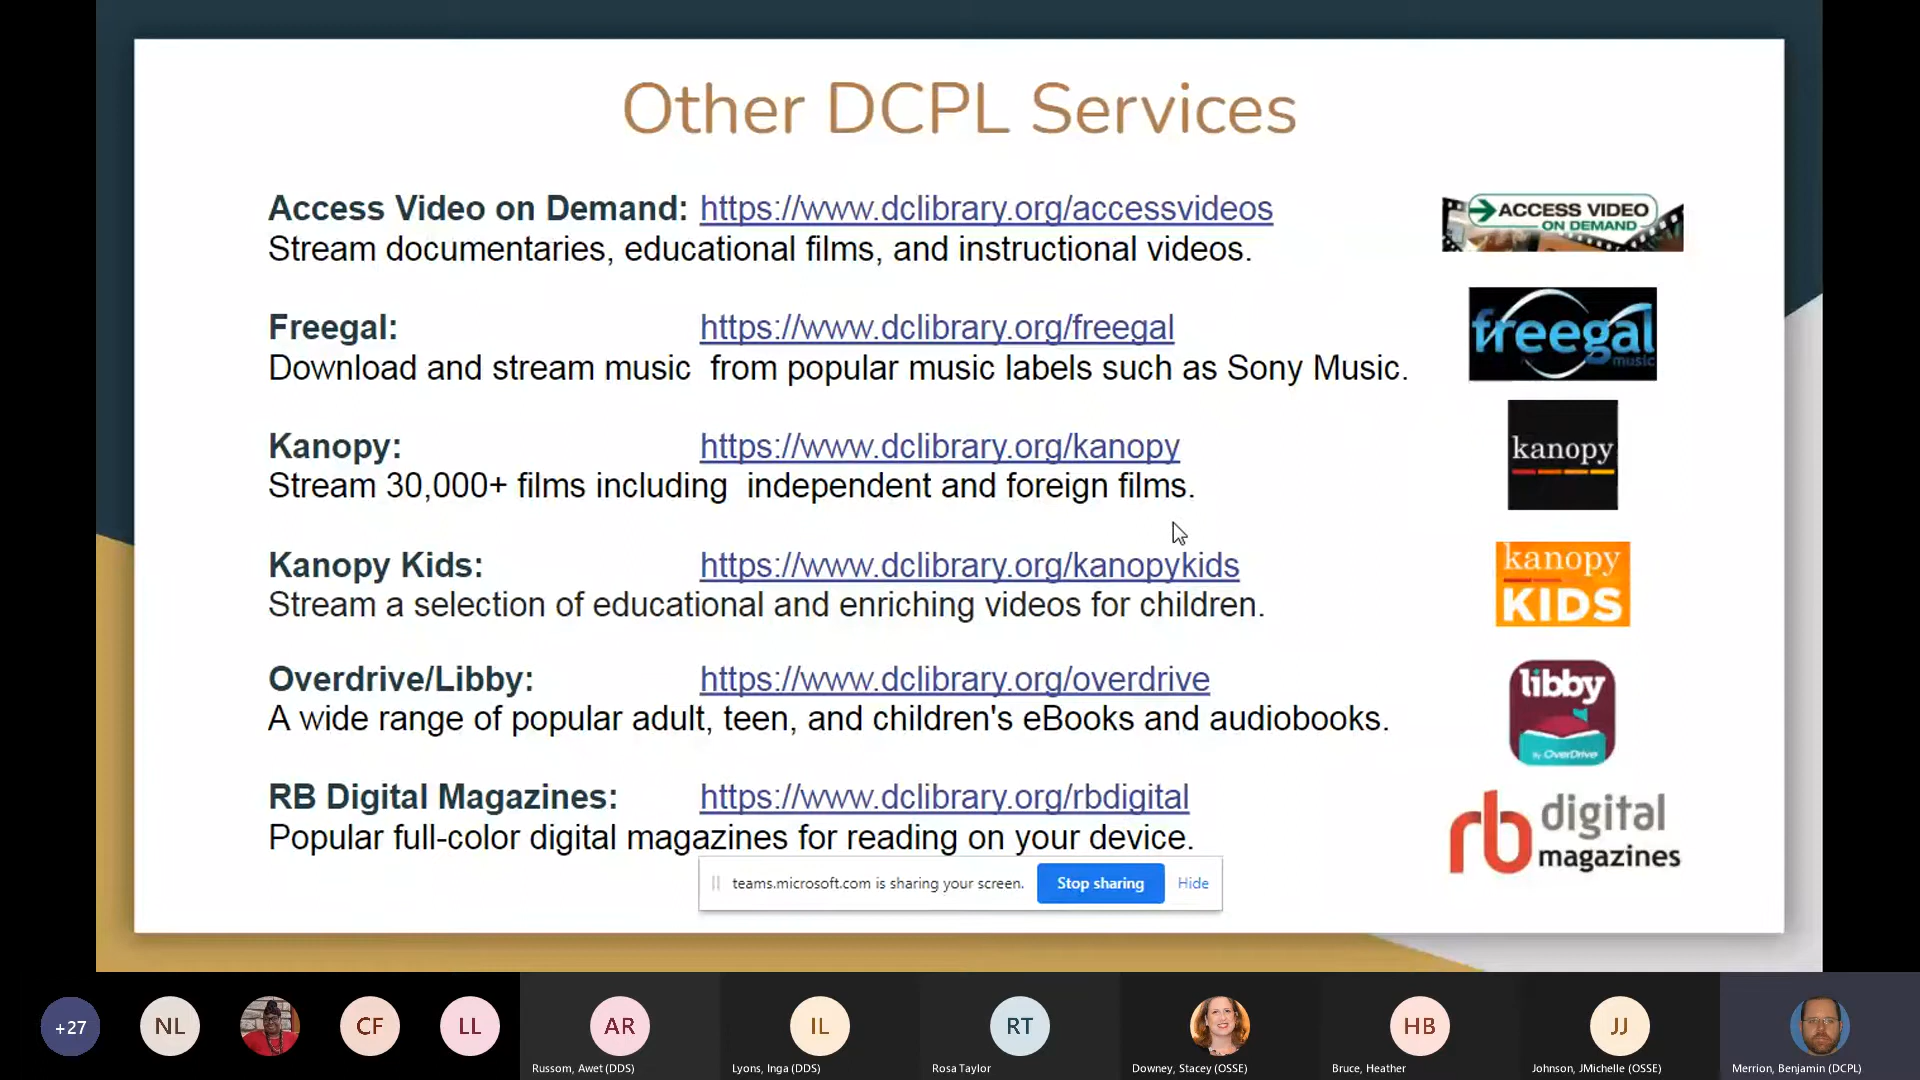 Other DCPL Services
Access Video on Demand: https://www.dclibrary.org/accessvideos
Stream documentaries, educational films, and instructional videos.
ACCESS VIDEO
ON DEMAND
Freegal: https://www.dclibrary.org/freegal
Download and stream music from popular music labels such as Sony Music.
freegal
music
Kanopy: https://www.dclibrary.org/kanopy
Stream 30,000+ films including independent and foreign films.
kanopy
Kanopy Kids: https://www.dclibrary.org/kanopykids
Stream a selection of educational and enriching videos for children.
kanopy
KIDS
Overdrive/Libby: https://www.dclibrary.org/overdrive
A wide range of popular adult, teen, and children's eBooks and audiobooks.
libby
By OverDrive
RB Digital Magazines: https://www.dclibrary.org/rbdigital
Popular full-color digital magazines for reading on your device.
rb digital
magazines
teams.microsoft.com is sharing your screen. Stop sharing Hide
+27 NL CF LL AR IL RT HB JJ
Russom, Awet (DDS) Lyons, Inga (DDS) Rosa Taylor Downey, Stacey (OSSE) Bruce, Heather Johnson, JMichelle (OSSE) Merrion, Benjamin (DCPL)